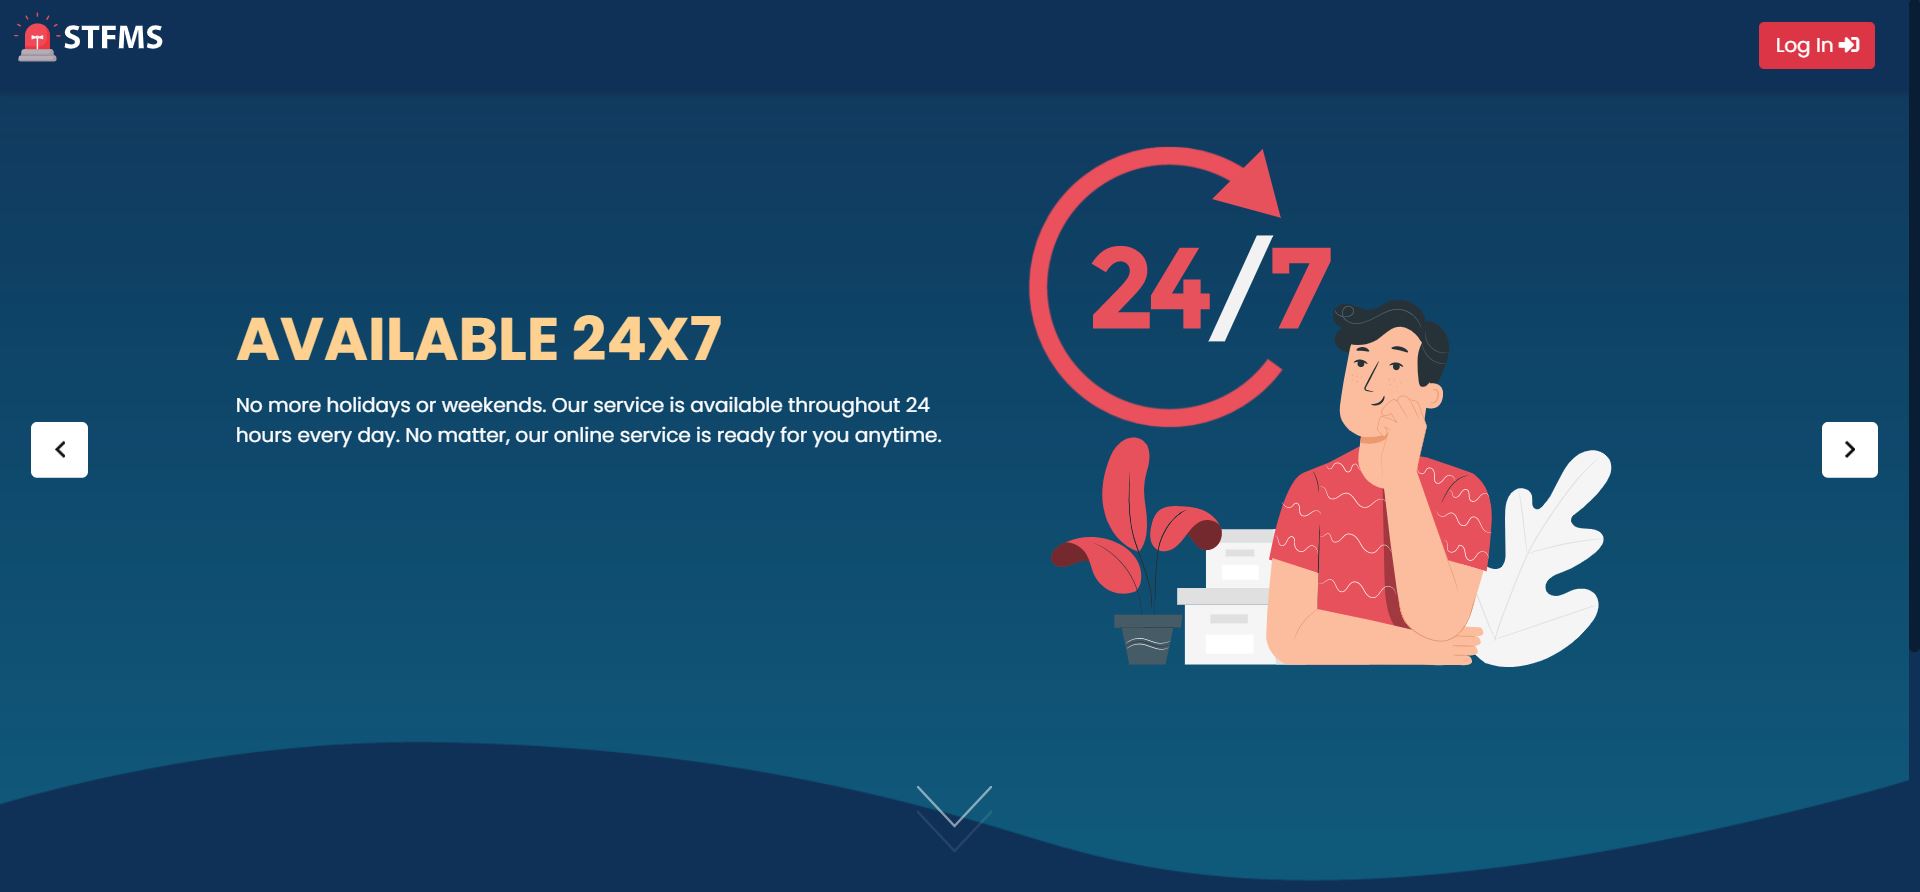 STFMS
Log In
24/7
AVAILABLE 24X7
No more holidays or weekends. Our service is available throughout 24
hours every day. No matter, our online service is ready for you anytime.